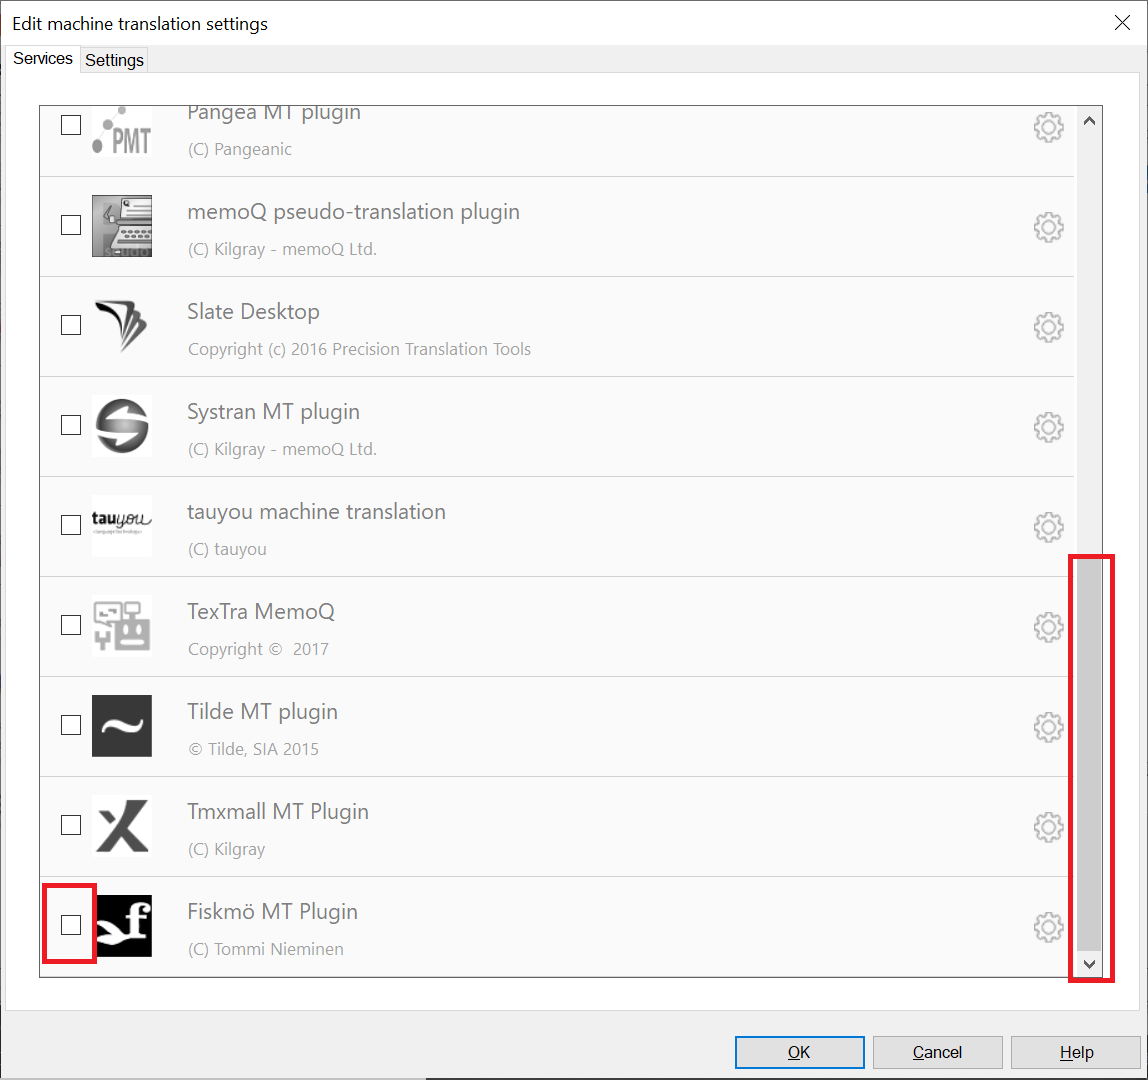 Edit machine translation settings
Services
Settings
Pangea MT plugin
PMT
(C) Pangeanic
memoQ pseudo-translation plugin
(C) Kilgray - memoQ Ltd.
Slate Desktop
Copyright (c) 2016 Precision Translation Tools
Systran MT plugin
(C) Kilgray - memoQ Ltd.
tauyou machine translation
tauyou
(C) tauyou
TexTra MemoQ
Copyright ©  2017
Tilde MT plugin
© Tilde, SIA 2015
Tmxmall MT Plugin
(C) Kilgray
Fiskmö MT Plugin
f
(C) Tommi Nieminen
OK
Cancel
Help